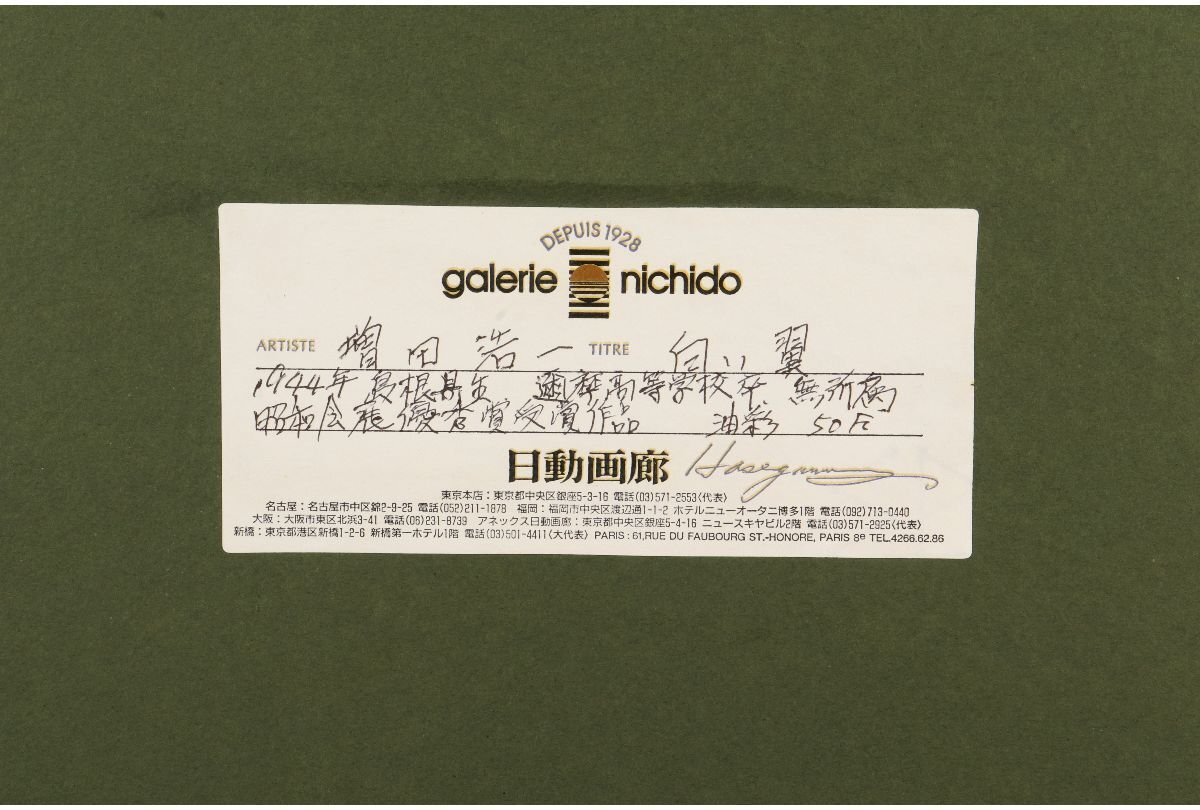 DEPUIS 1928
galerie nichido
ARTISTE 増田 浩一 TITRE 白い翼
1944年 島根県生 邇摩高等学校卒 無所属
昭和会展優秀賞受賞作品 油彩 50F
日動画廊
東京本店：東京都中央区銀座5-3-16 電話(03)571-2553〈代表〉
名古屋：名古屋市中区錦2-9-25 電話(052)211-1878 福岡：福岡市中央区渡辺通1-1-2 ホテルニューオータニ博多1階 電話(092)713-0440
大阪：大阪市東区北浜3-41 電話(06)231-8739 アネックス日動画廊：東京都中央区銀座5-4-16 ニュースキヤビル2階 電話(03)571-2925〈代表〉
新橋：東京都港区新橋1-2-6 新橋第一ホテル1階 電話(03)501-4411〈大代表〉 PARIS : 61,RUE DU FAUBOURG ST.-HONORE, PARIS 8e TEL.4266.62.86